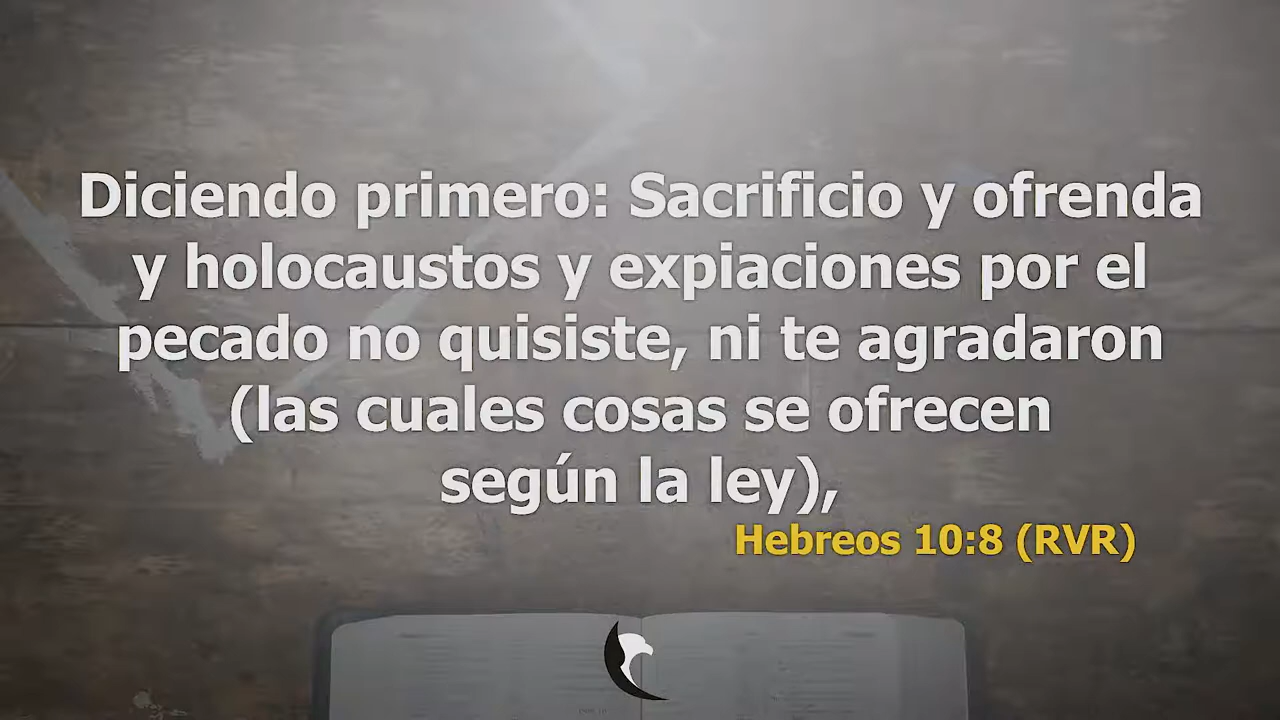 Diciendo primero: Sacrificio y ofrenda
y holocaustos y expiaciones por el
pecado no quisiste, ni te agradaron
(las cuales cosas se ofrecen
según la ley),
Hebreos 10:8 (RVR)